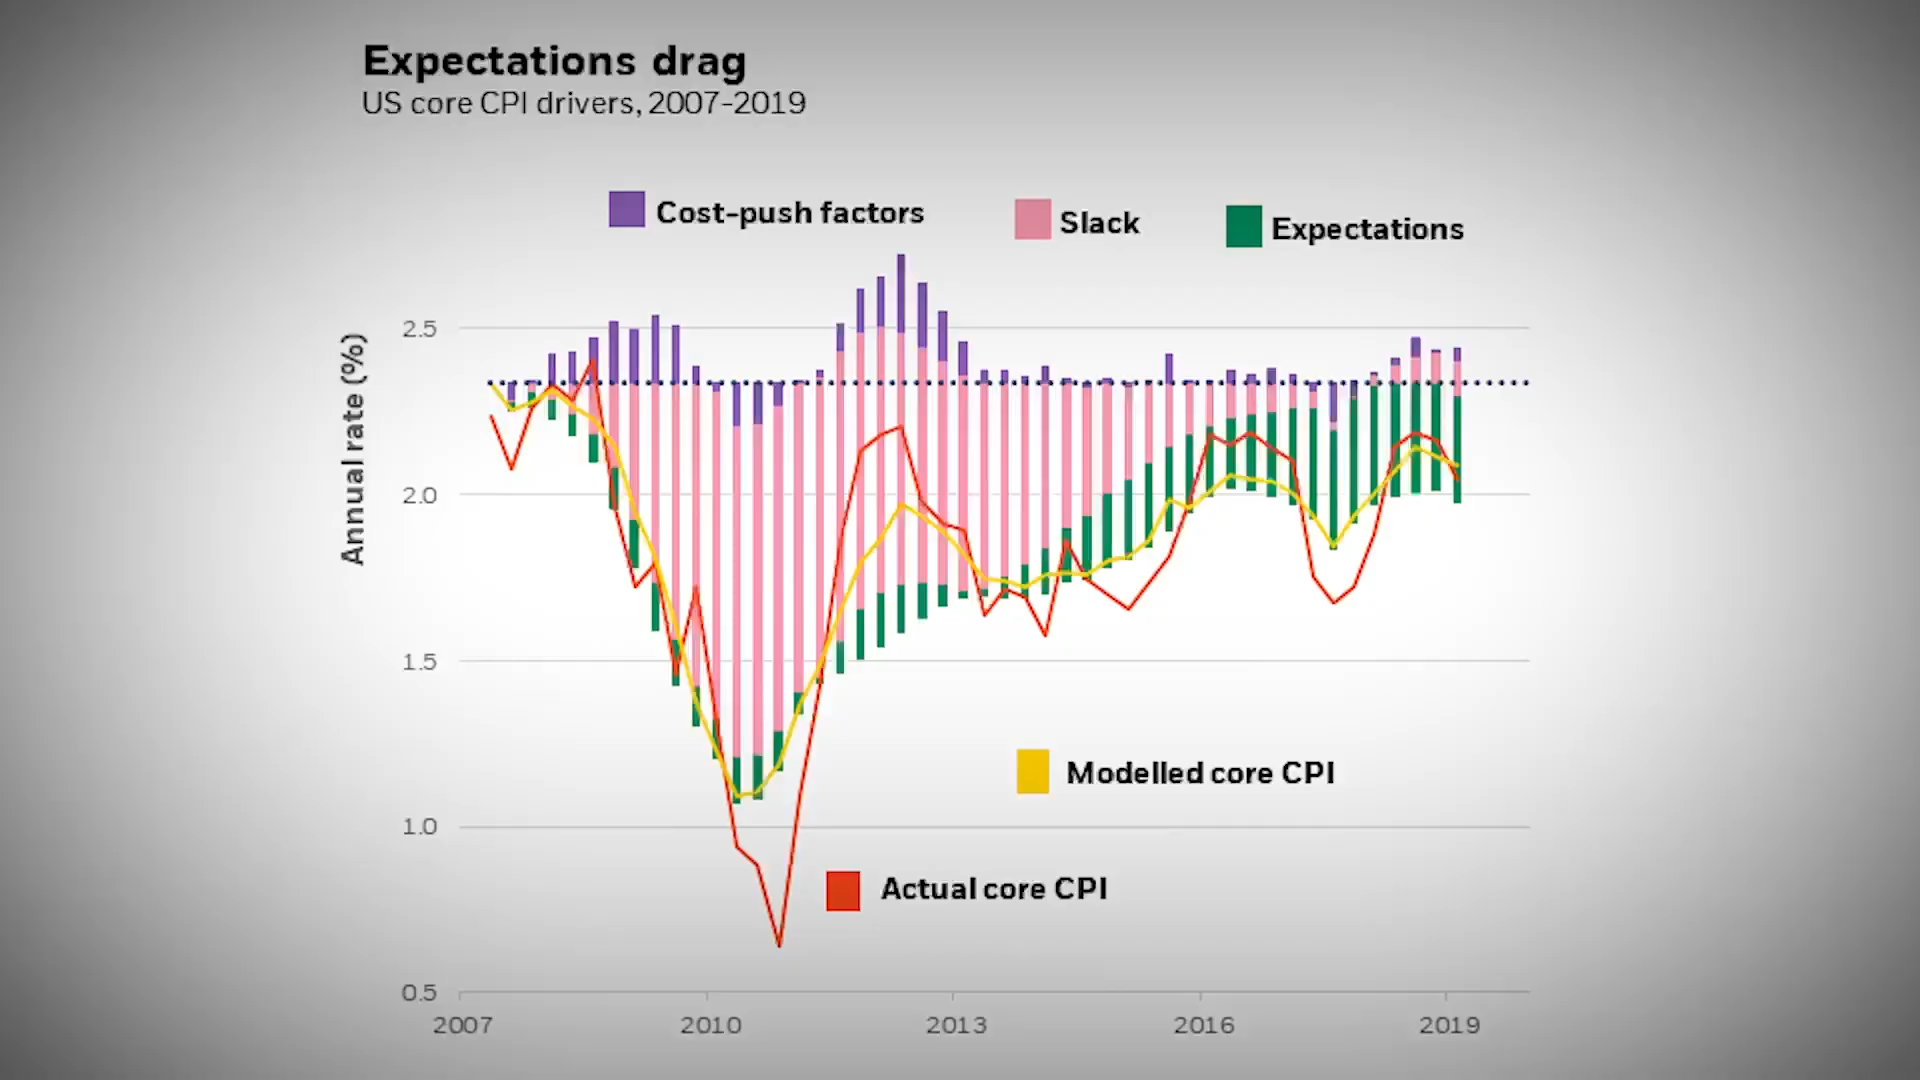 Expectations drag
US core CPI drivers, 2007-2019
Cost-push factors
Slack
Expectations
Annual rate (%)
2.5
2.0
1.5
1.0
0.5
Modelled core CPI
Actual core CPI
2007
2010
2013
2016
2019